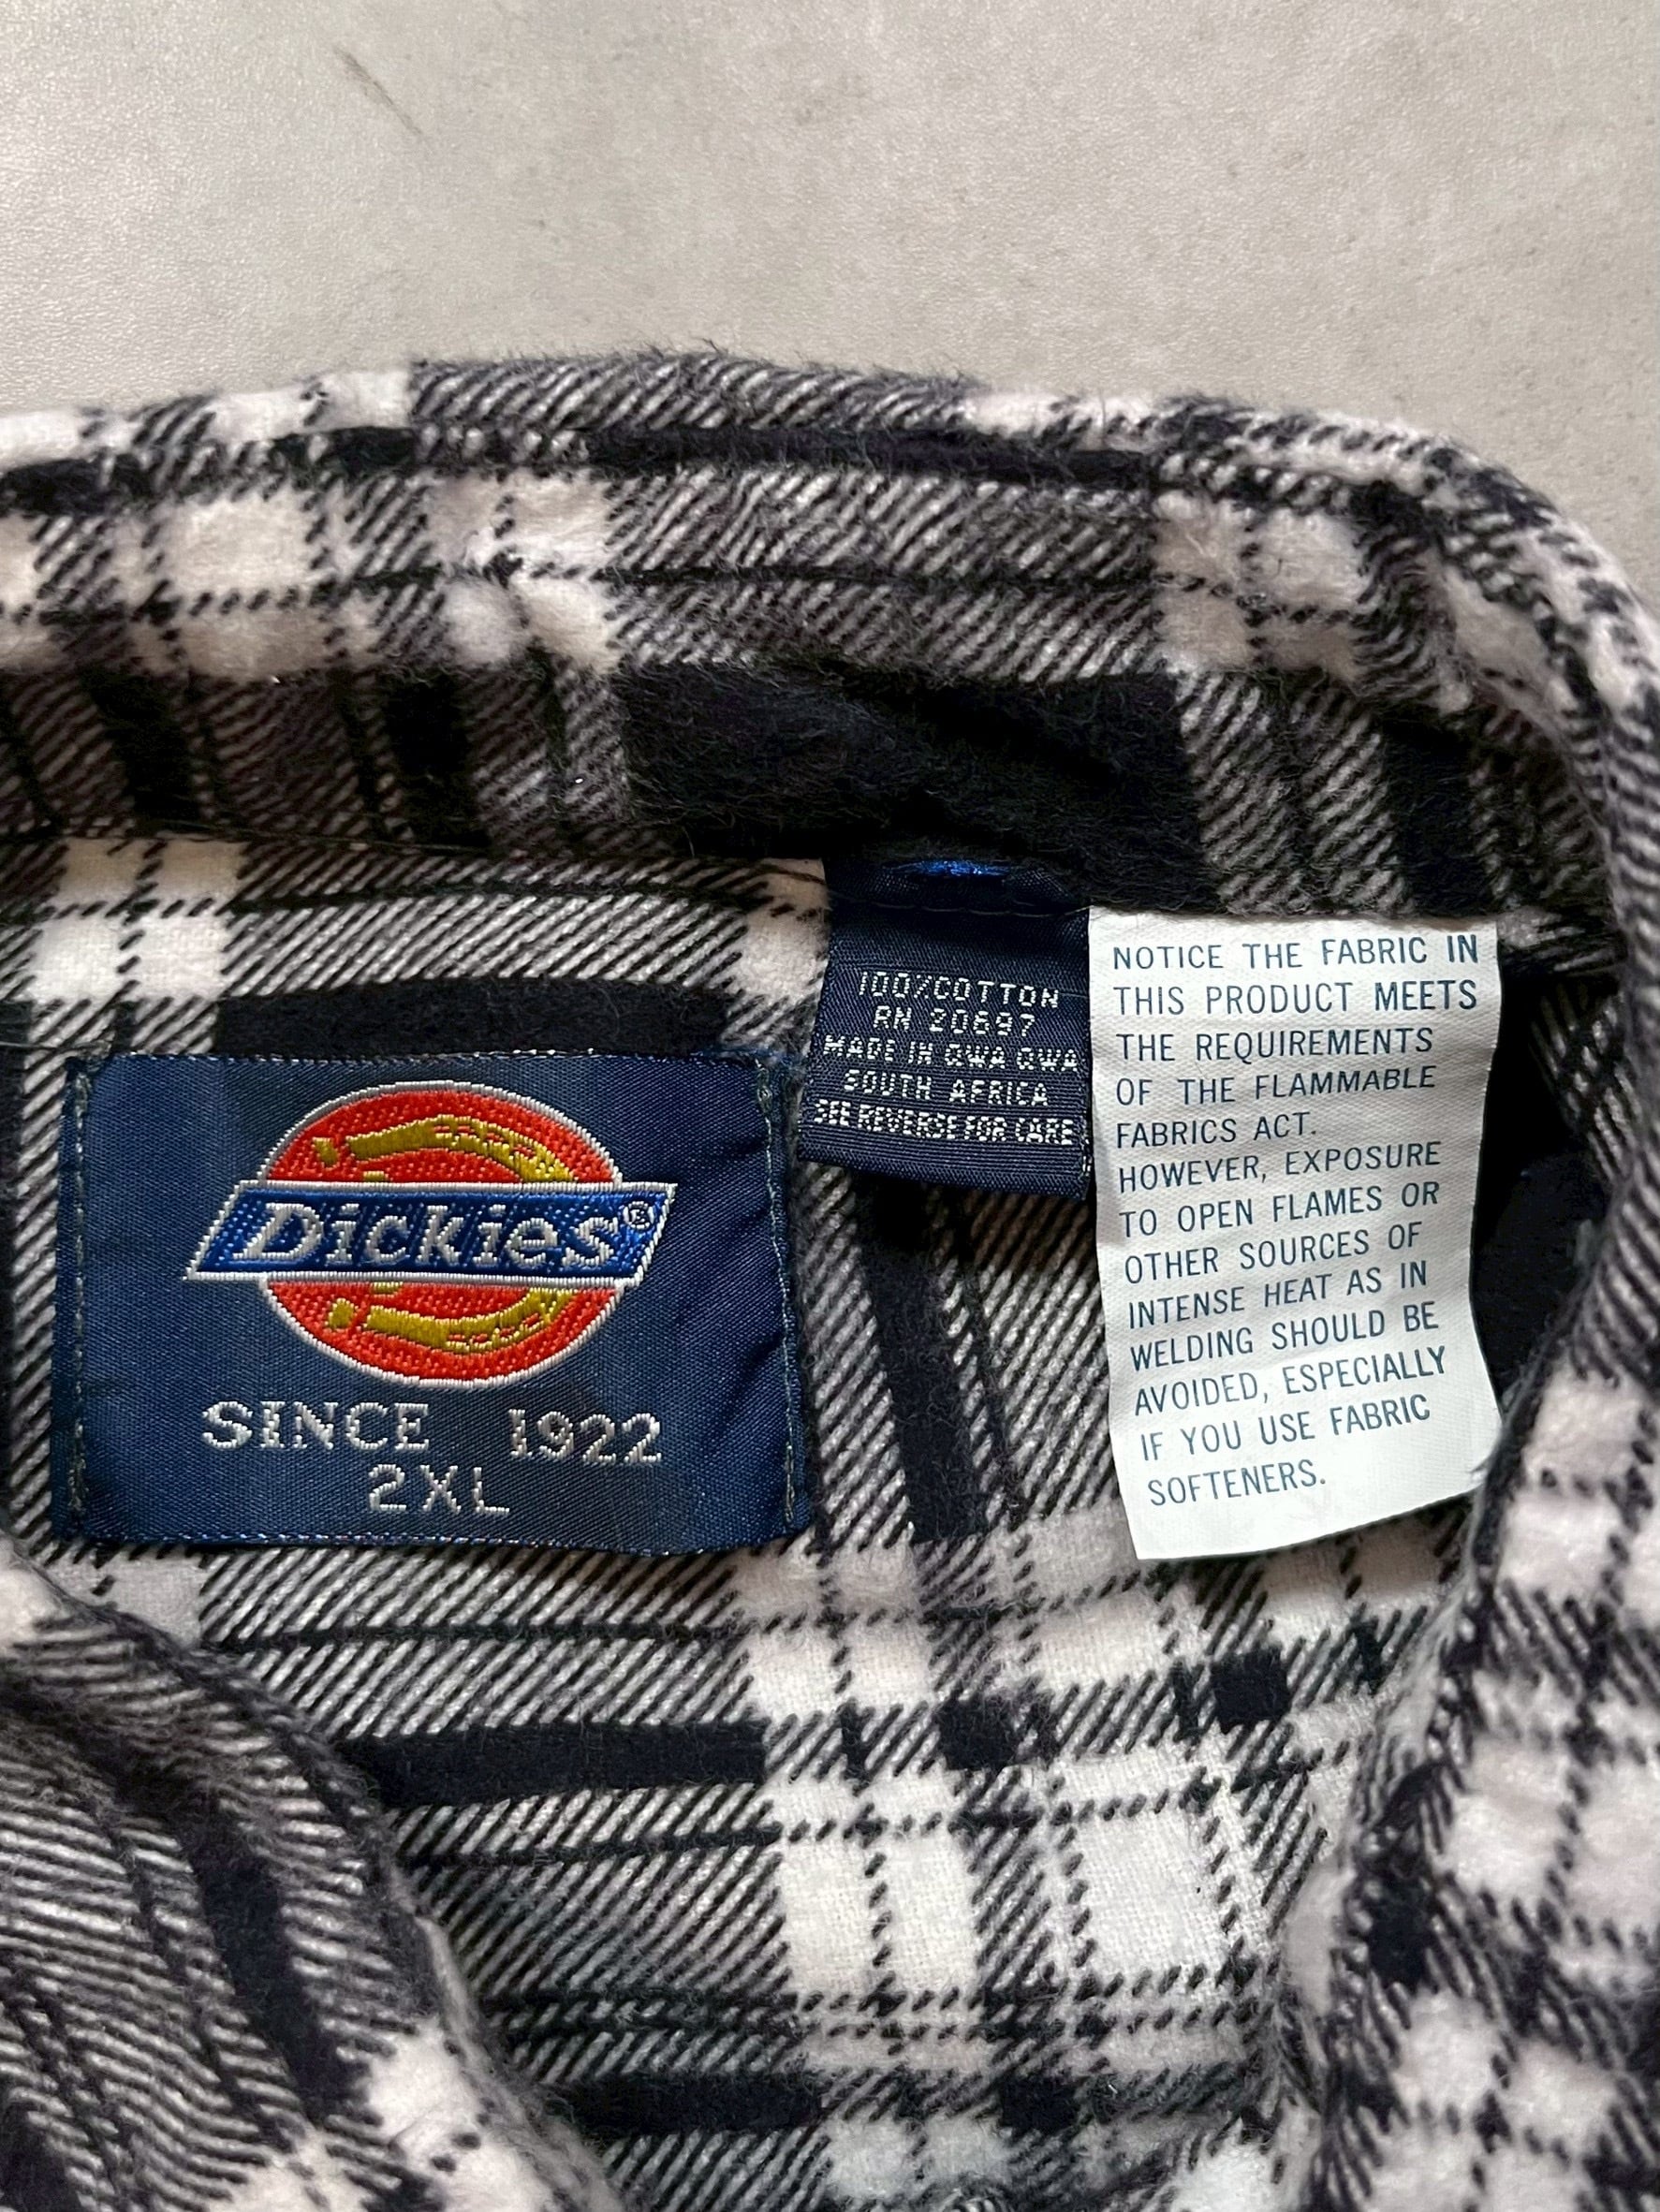 Dickies®
SINCE 1922
2XL
100% COTTON
RN 20697
MADE IN QWA QWA
SOUTH AFRICA
SEE REVERSE FOR CARE
NOTICE THE FABRIC IN
THIS PRODUCT MEETS
THE REQUIREMENTS
OF THE FLAMMABLE
FABRICS ACT.
HOWEVER, EXPOSURE
TO OPEN FLAMES OR
OTHER SOURCES OF
INTENSE HEAT AS IN
WELDING SHOULD BE
AVOIDED, ESPECIALLY
IF YOU USE FABRIC
SOFTENERS.